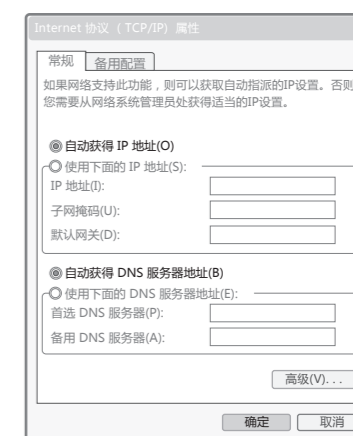 Internet 协议 ( TCP/IP) 属性
常规 备用配置
如果网络支持此功能，则可以获取自动指派的IP设置。否则
您需要从网络系统管理员处获得适当的IP设置。
自动获得 IP 地址(O)
使用下面的 IP 地址(S):
IP 地址(I):
子网掩码(U):
默认网关(D):
自动获得 DNS 服务器地址(B)
使用下面的 DNS 服务器地址(E):
首选 DNS 服务器(P):
备用 DNS 服务器(A):
高级(V)...
确定 取消